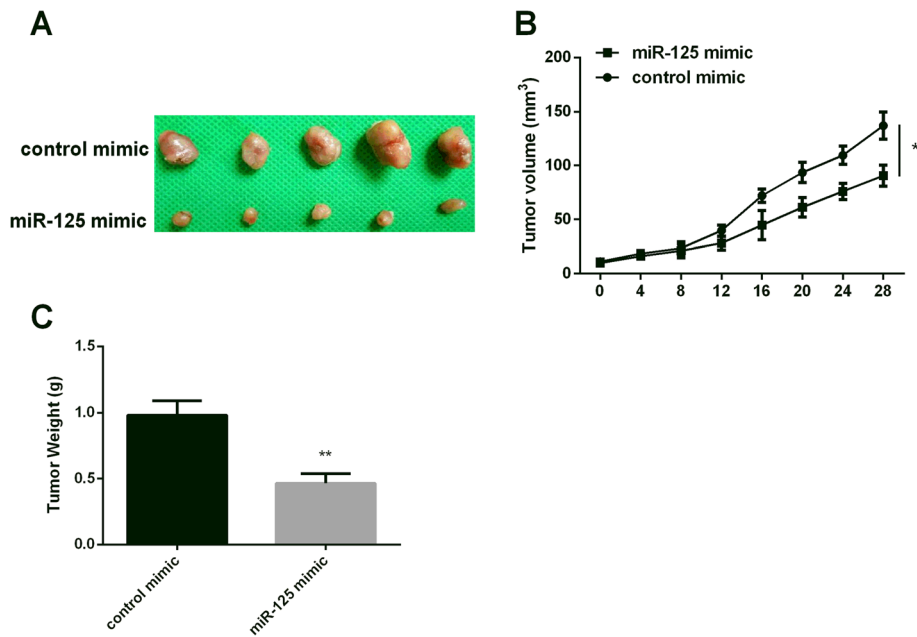 A
control mimic
miR-125 mimic
B
miR-125 mimic
control mimic
Tumor volume (mm³)
200
150
100
50
0
0 4 8 12 16 20 24 28
*
C
Tumor Weight (g)
1.5
1.0
0.5
0.0
**
control mimic
miR-125 mimic